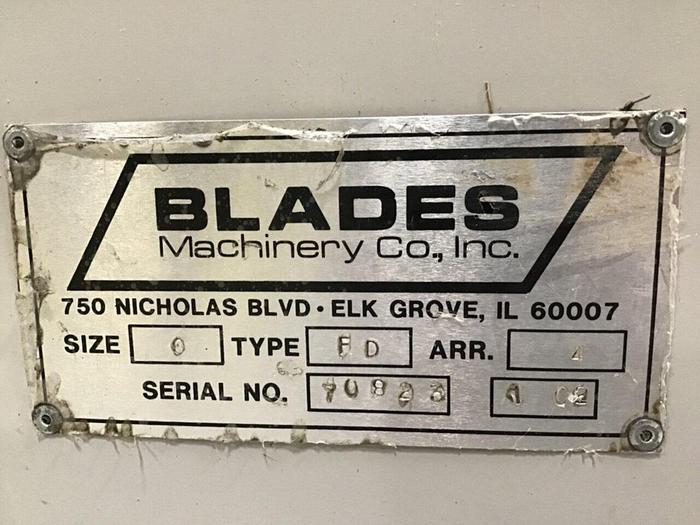 BLADES
Machinery Co., Inc.
750 NICHOLAS BLVD • ELK GROVE, IL 60007
SIZE 0 TYPE FD ARR. 4
SERIAL NO.